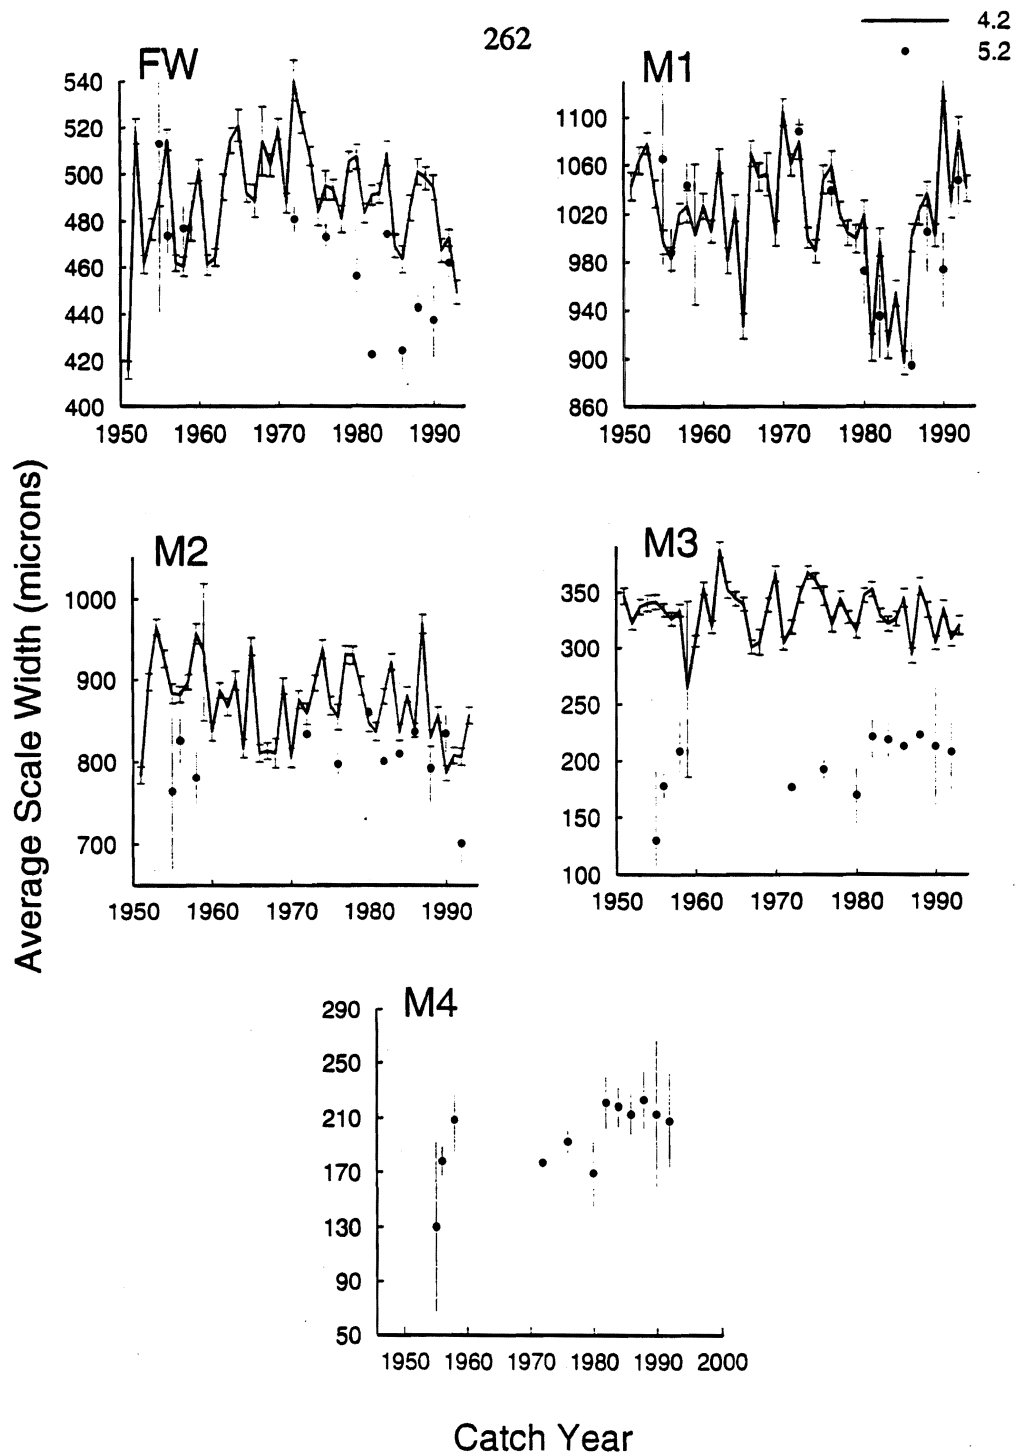 262
4.2
5.2
FW
540
520
500
480
460
440
420
400
1950 1960 1970 1980 1990
M1
1100
1060
1020
980
940
900
860
1950 1960 1970 1980 1990
Average Scale Width (microns)
M2
1000
900
800
700
1950 1960 1970 1980 1990
M3
350
300
250
200
150
100
1950 1960 1970 1980 1990
M4
290
250
210
170
130
90
50
1950 1960 1970 1980 1990 2000
Catch Year